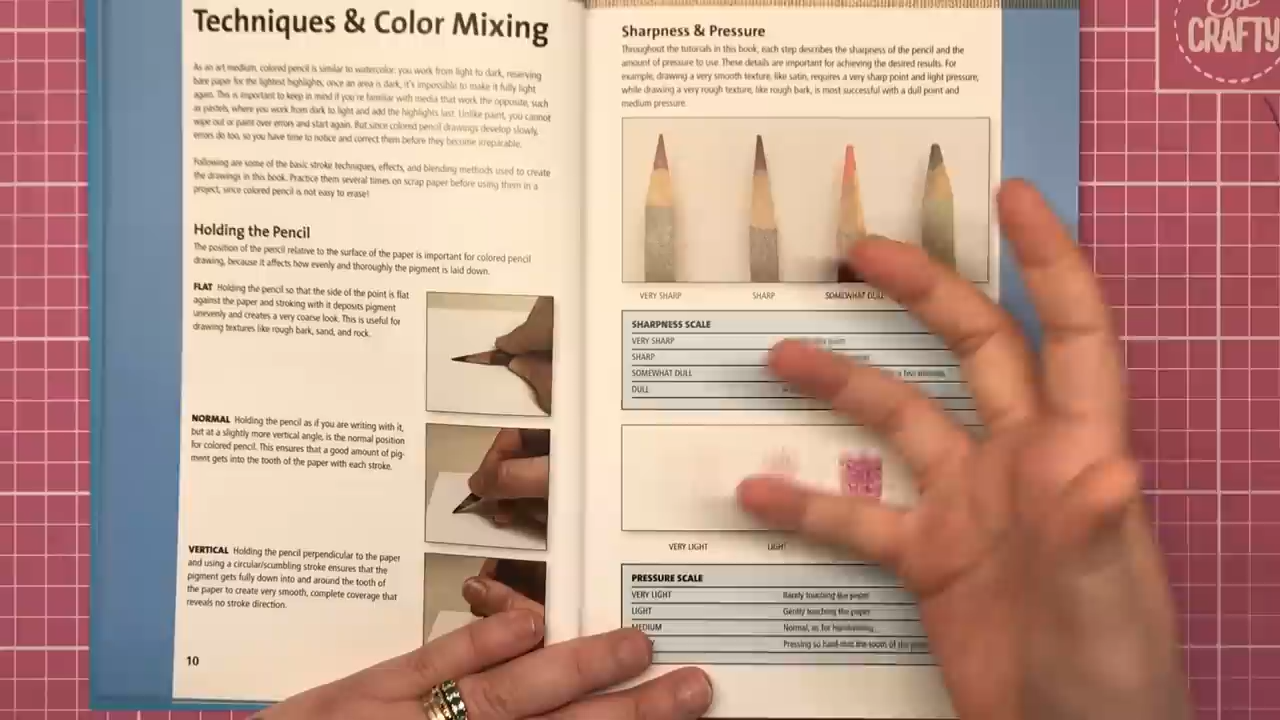 Techniques & Color Mixing
As an art medium, colored pencil is similar to watercolor: you work from light to dark, reserving
bare paper for the lightest highlights; once an area is dark, it's impossible to make it fully light
again. This is important to keep in mind if you're familiar with media that work the opposite, such
as pastels, where you work from dark to light and add the highlights last. Unlike paint, you cannot
wipe out or paint over errors and start again. But since colored pencil drawings develop slowly,
errors do too, so you have time to notice and correct them before they become irreparable.
Following are some of the basic stroke techniques, effects, and blending methods used to create
the drawings in this book. Practice them several times on scrap paper before using them in a
project, since colored pencil is not easy to erase!
Holding the Pencil
The position of the pencil relative to the surface of the paper is important for colored pencil
drawing, because it affects how evenly and thoroughly the pigment is laid down.
FLAT Holding the pencil so that the side of the point is flat
against the paper and stroking with it deposits pigment
unevenly and creates a very coarse look. This is useful for
drawing textures like rough bark, sand, and rock.
NORMAL Holding the pencil as if you are writing with it,
but at a slightly more vertical angle, is the normal position
for colored pencil. This ensures that a good amount of pig-
ment gets into the tooth of the paper with each stroke.
VERTICAL Holding the pencil perpendicular to the paper
and using a circular/scumbling stroke ensures that the
pigment gets fully down into and around the tooth of
the paper to create very smooth, complete coverage that
reveals no stroke direction.
10
Sharpness & Pressure
Throughout the tutorials in this book, each step describes the sharpness of the pencil and the
amount of pressure to use. These details are important for achieving the desired results. For
example, drawing a very smooth texture, like satin, requires a very sharp point and light pressure,
while drawing a very rough texture, like rough bark, is most successful with a dull point and
medium pressure.
VERY SHARP SHARP SOMEWHAT DULL
SHARPNESS SCALE
VERY SHARP
SHARP
SOMEWHAT DULL a few minutes
DULL
VERY LIGHT LIGHT
PRESSURE SCALE
VERY LIGHT Barely touching the paper
LIGHT Gently touching the paper
MEDIUM Normal, as for handwriting
Pressing so hard that the tooth of the
CRAFTY